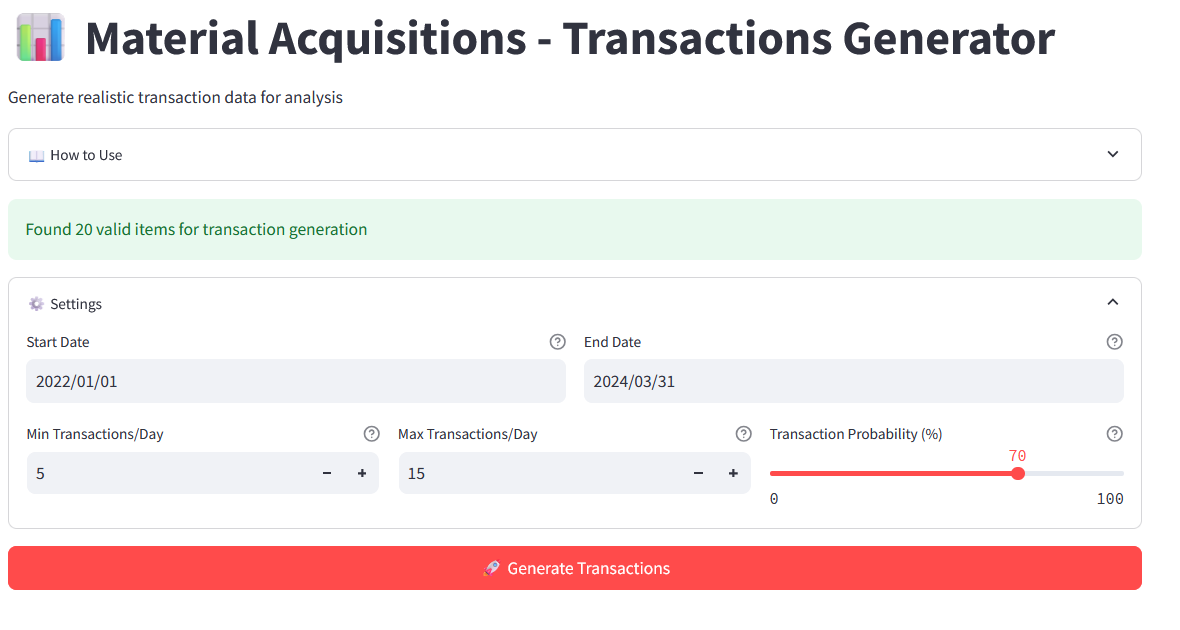 Material Acquisitions - Transactions Generator
Generate realistic transaction data for analysis
How to Use
Found 20 valid items for transaction generation
Settings
Start Date
End Date
2022/01/01
2024/03/31
Min Transactions/Day
Max Transactions/Day
Transaction Probability (%)
70
5
15
0
100
Generate Transactions